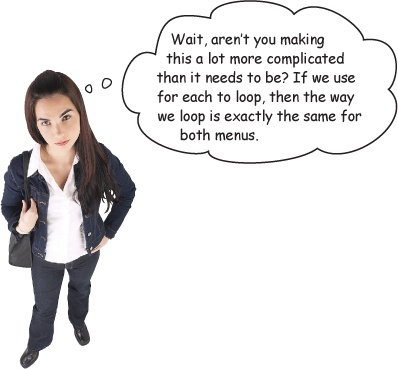 Wait, aren't you making
this a lot more complicated
than it needs to be? If we use
for each to loop, then the way
we loop is exactly the same for
both menus.